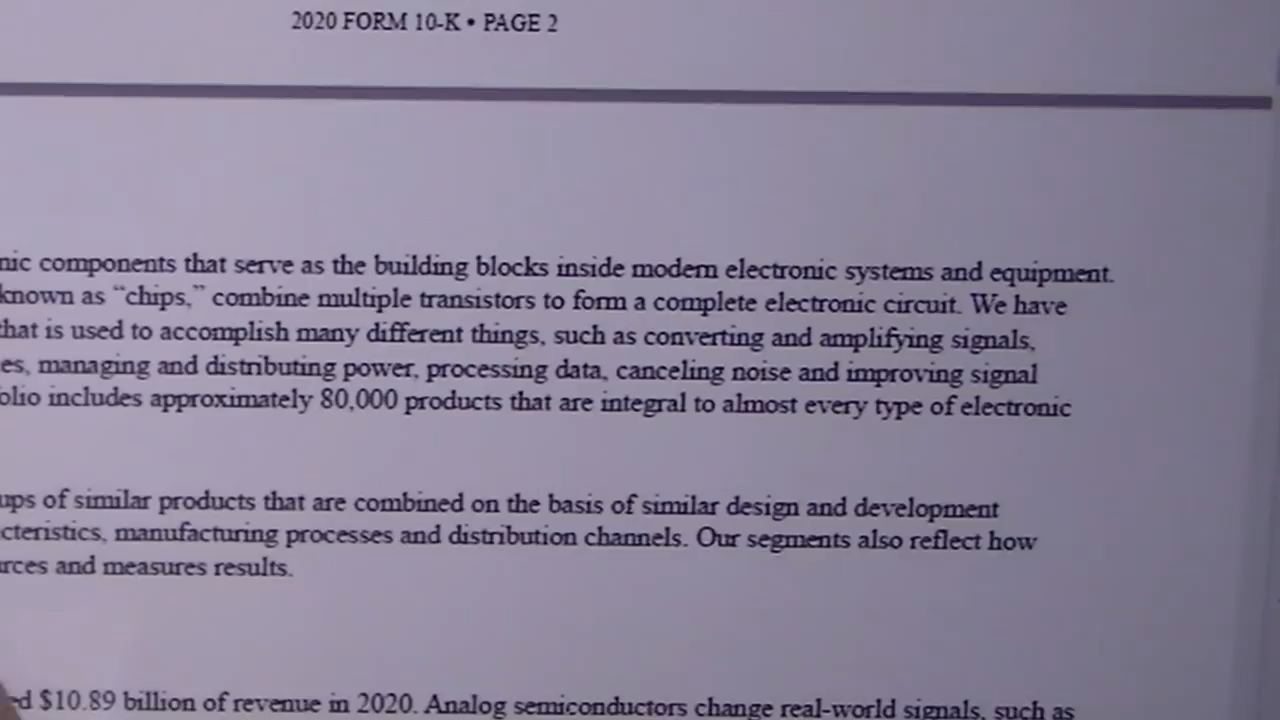 2020 FORM 10-K • PAGE 2
nic components that serve as the building blocks inside modern electronic systems and equipment.
known as “chips,” combine multiple transistors to form a complete electronic circuit. We have
that is used to accomplish many different things, such as converting and amplifying signals,
es, managing and distributing power, processing data, canceling noise and improving signal
olio includes approximately 80,000 products that are integral to almost every type of electronic
ups of similar products that are combined on the basis of similar design and development
cteristics, manufacturing processes and distribution channels. Our segments also reflect how
rces and measures results.
ed $10.89 billion of revenue in 2020. Analog semiconductors change real-world signals, such as